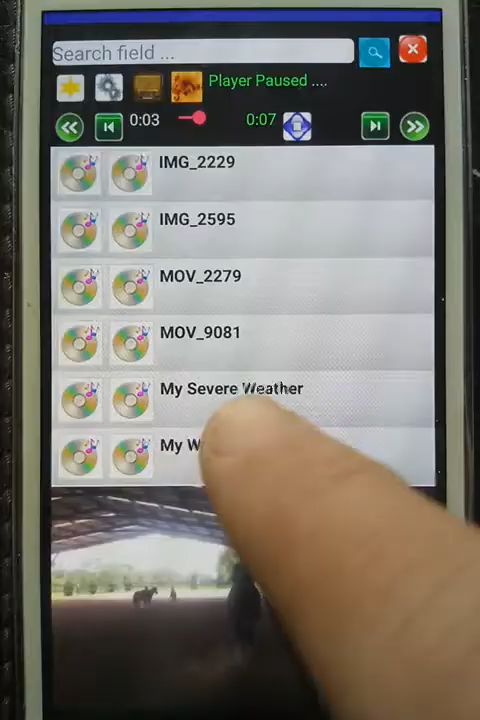 Search field ...
Player Paused ....
0:03
0:07
IMG_2229
IMG_2595
MOV_2279
MOV_9081
My Severe Weather
My